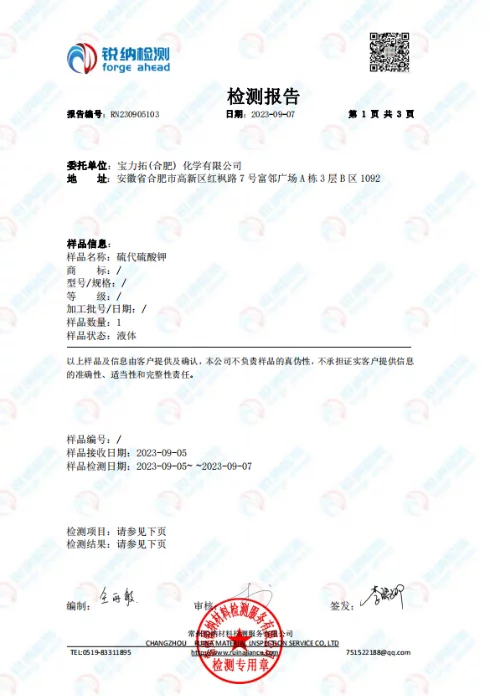 锐纳检测
forge ahead
检测报告
报告编号: RN230905103 日期: 2023-09-07 第 1 页 共 3 页
委托单位: 宝力拓(合肥) 化学有限公司
地 址: 安徽省合肥市高新区红枫路 7 号富邻广场 A 栋 3 层 B 区 1092
样品信息:
样品名称: 硫代硫酸钾
商 标: /
型号/规格: /
等 级: /
加工批号/日期: /
样品数量: 1
样品状态: 液体
以上样品及信息由客户提供及确认, 本公司不负责样品的真伪性, 不承担证实客户提供信息
的准确性、适当性和完整性责任。
样品编号: /
样品接收日期: 2023-09-05
样品检测日期: 2023-09-05~ ~2023-09-07
检测项目: 请参见下页
检测结果: 请参见下页
编制: 审核: 签发:
常州锐纳材料检测服务有限公司
CHANGZHOU RUINA MATERIAL LNSPECTION SERVICE CO, LTD
TEL:0519-83311895 http://www.ruinaliance.com 751522188@qq.com
检测专用章